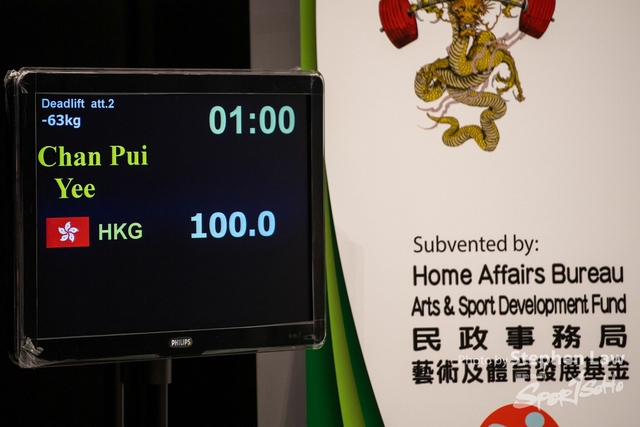 Deadlift att.2
-63kg
01:00
Chan Pui
Yee
HKG
100.0
PHILIPS
Subvented by:
Home Affairs Bureau
Arts & Sport Development Fund
民政事務局
Photo by Stephen Law
藝術及體育發展基金
SPORTSOHO